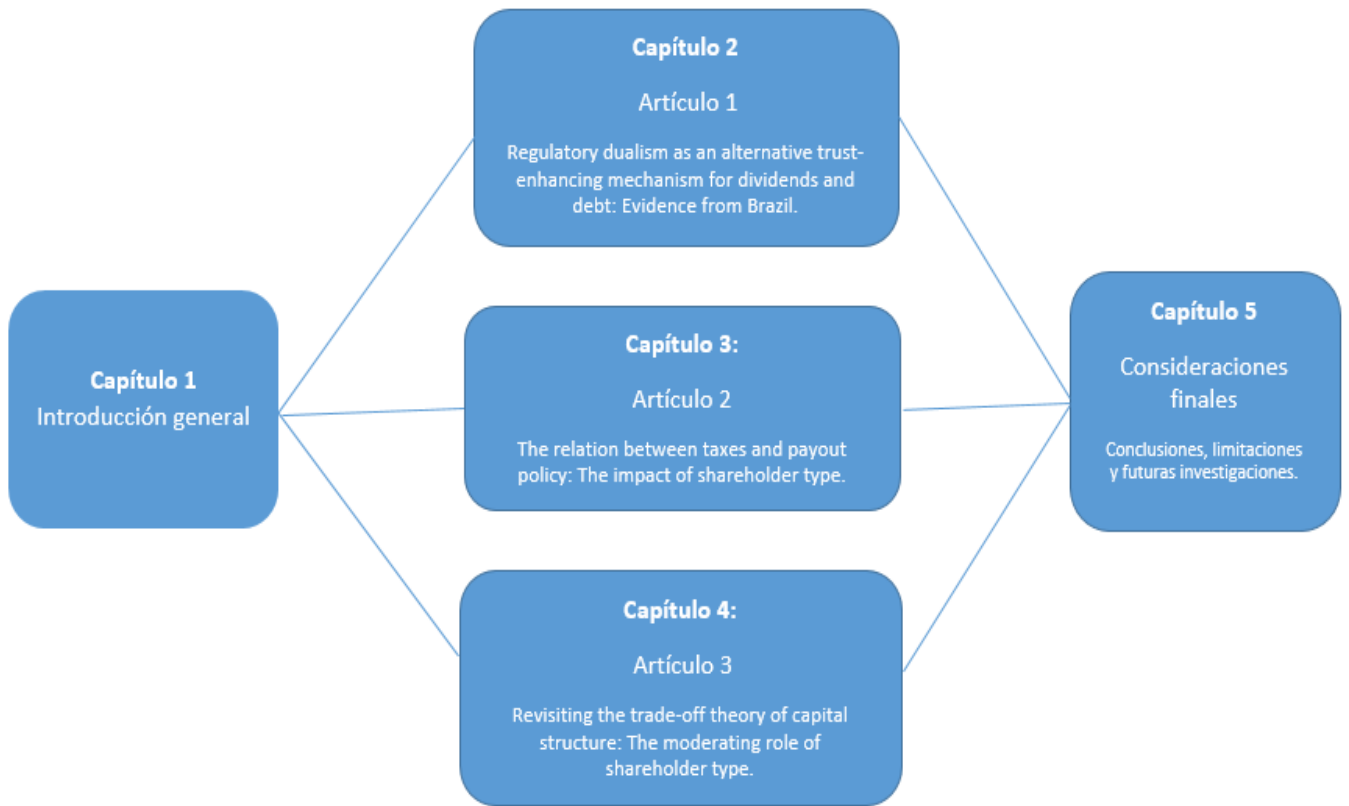 Capítulo 1
Introducción general
Capítulo 2
Artículo 1
Regulatory dualism as an alternative trust-
enhancing mechanism for dividends and
debt: Evidence from Brazil.
Capítulo 3:
Artículo 2
The relation between taxes and payout
policy: The impact of shareholder type.
Capítulo 4:
Artículo 3
Revisiting the trade-off theory of capital
structure: The moderating role of
shareholder type.
Capítulo 5
Consideraciones
finales
Conclusiones, limitaciones
y futuras investigaciones.